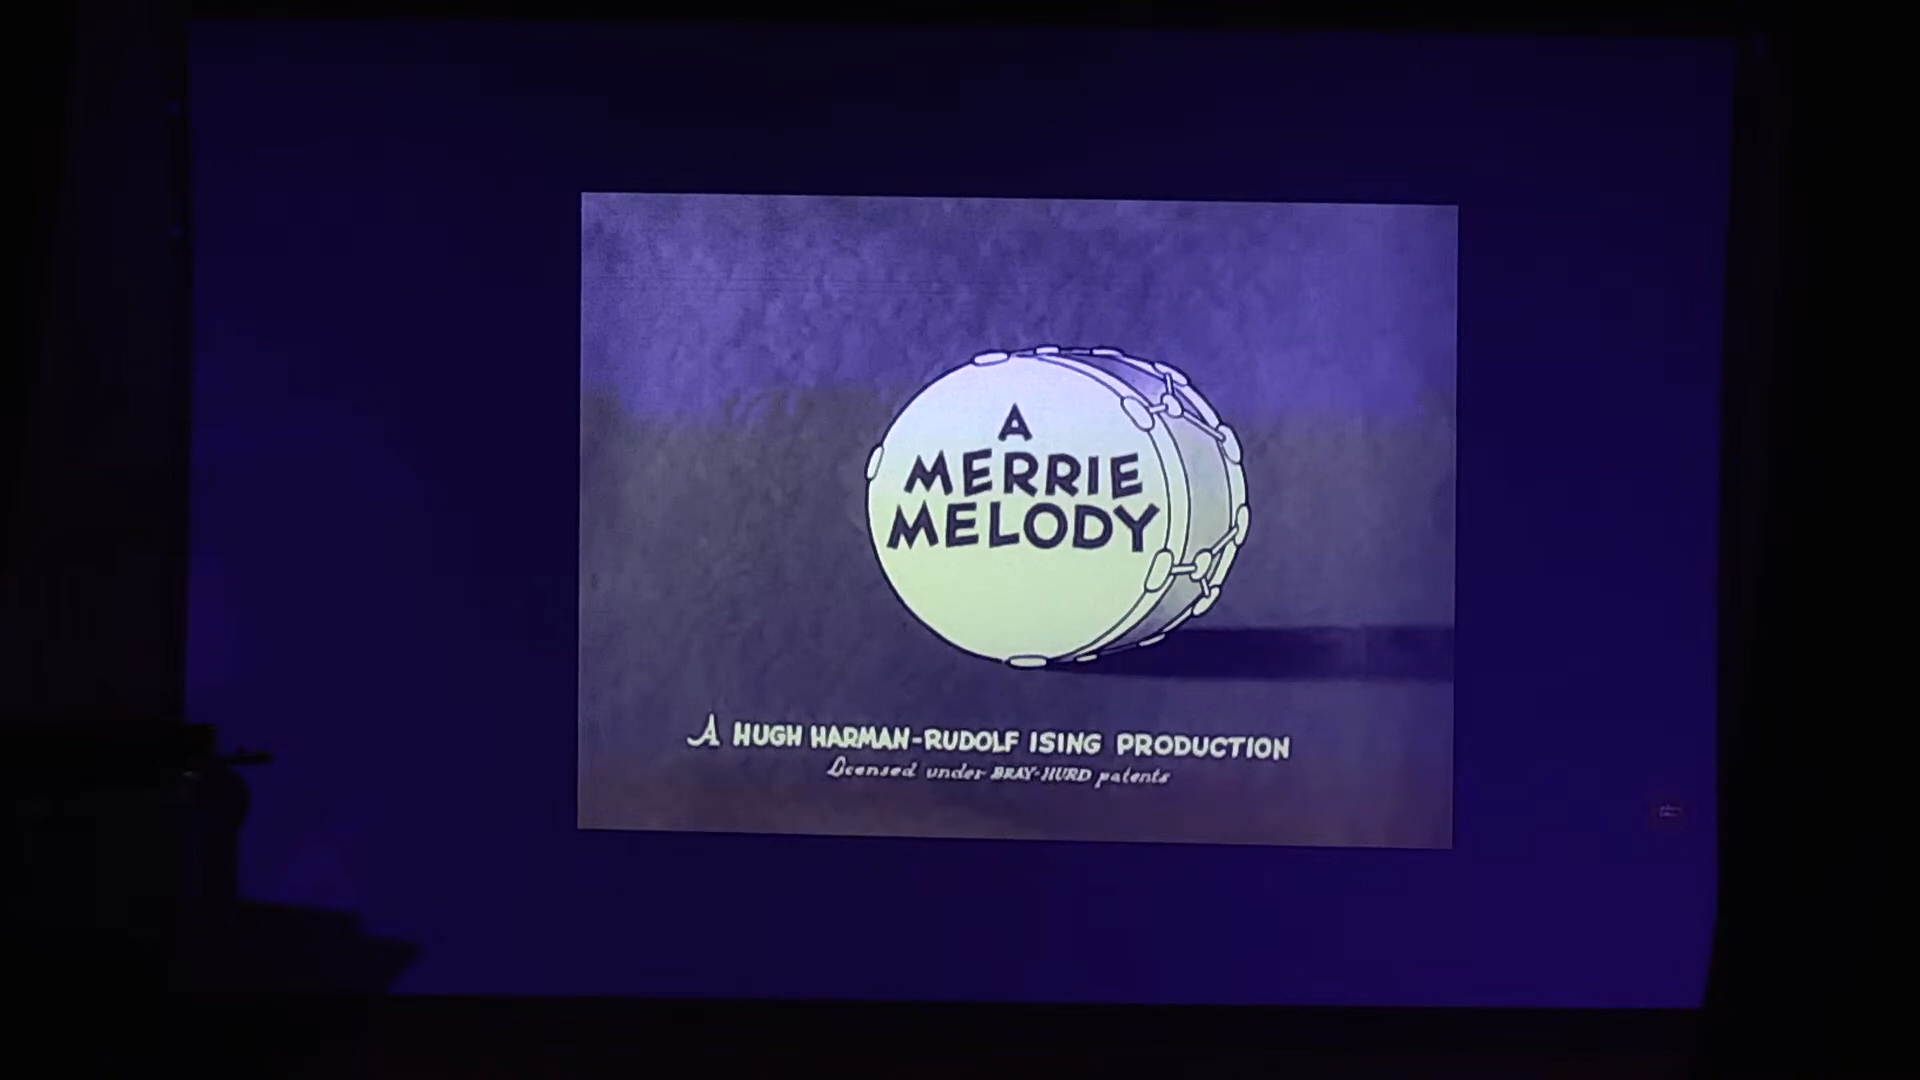 A
MERRIE
MELODY
A HUGH HARMAN-RUDOLF ISING PRODUCTION
Licensed under BRAY-HURD patents